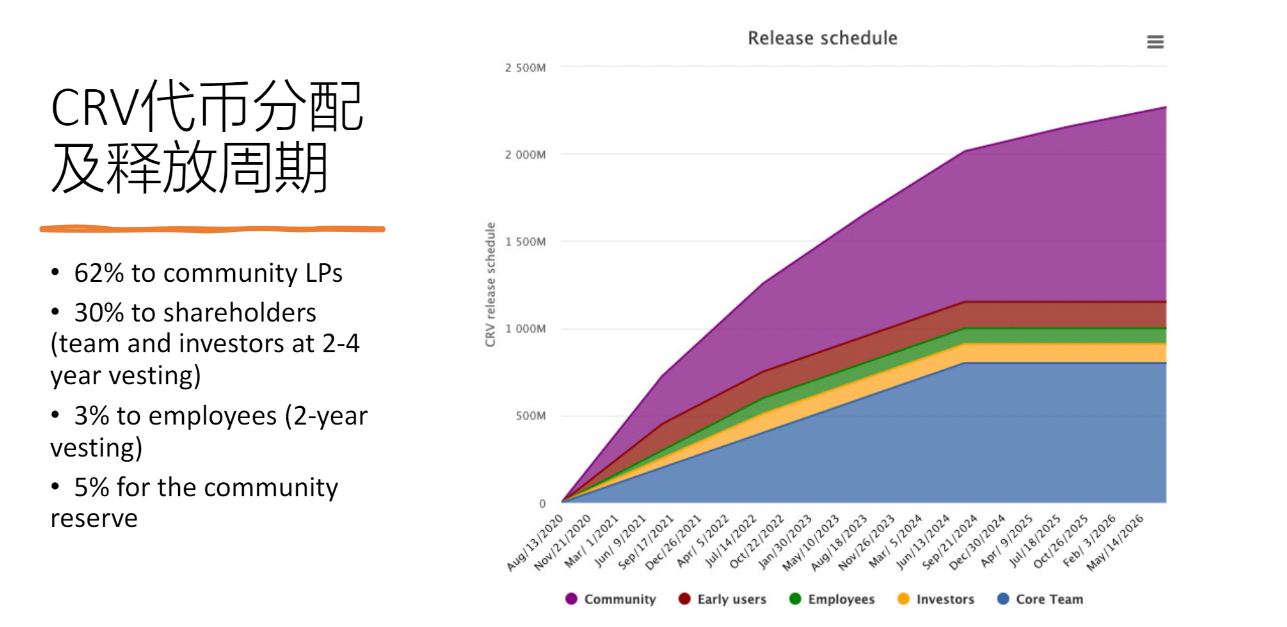 CRV代币分配
及释放周期
• 62% to community LPs
• 30% to shareholders
(team and investors at 2-4
year vesting)
• 3% to employees (2-year
vesting)
• 5% for the community
reserve
Release schedule
CRV release schedule
2 500M
2 000M
1 500M
1 000M
500M
0
Aug/13/2020
Nov/21/2020
Mar/ 1/2021
Jun/ 9/2021
Sep/17/2021
Dec/26/2021
Apr/ 5/2022
Jul/14/2022
Oct/22/2022
Jan/30/2023
May/10/2023
Aug/18/2023
Nov/26/2023
Mar/ 5/2024
Jun/13/2024
Sep/21/2024
Dec/30/2024
Apr/ 9/2025
Jul/18/2025
Oct/26/2025
Feb/ 3/2026
May/14/2026
Community
Early users
Employees
Investors
Core Team